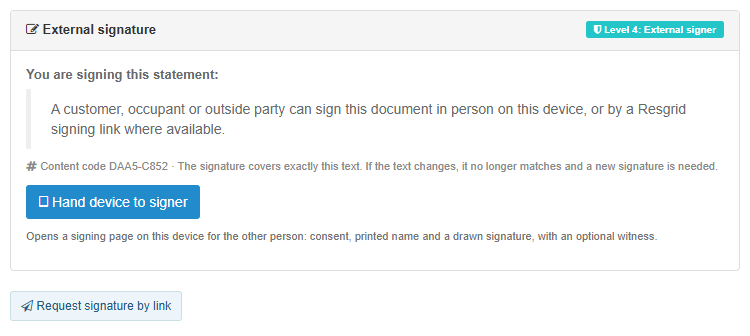 External signature
Level 4: External signer
You are signing this statement:
A customer, occupant or outside party can sign this document in person on this device, or by a Resgrid
signing link where available.
# Content code DAA5-C852 · The signature covers exactly this text. If the text changes, it no longer matches and a new signature is needed.
Hand device to signer
Opens a signing page on this device for the other person: consent, printed name and a drawn signature, with an optional witness.
Request signature by link